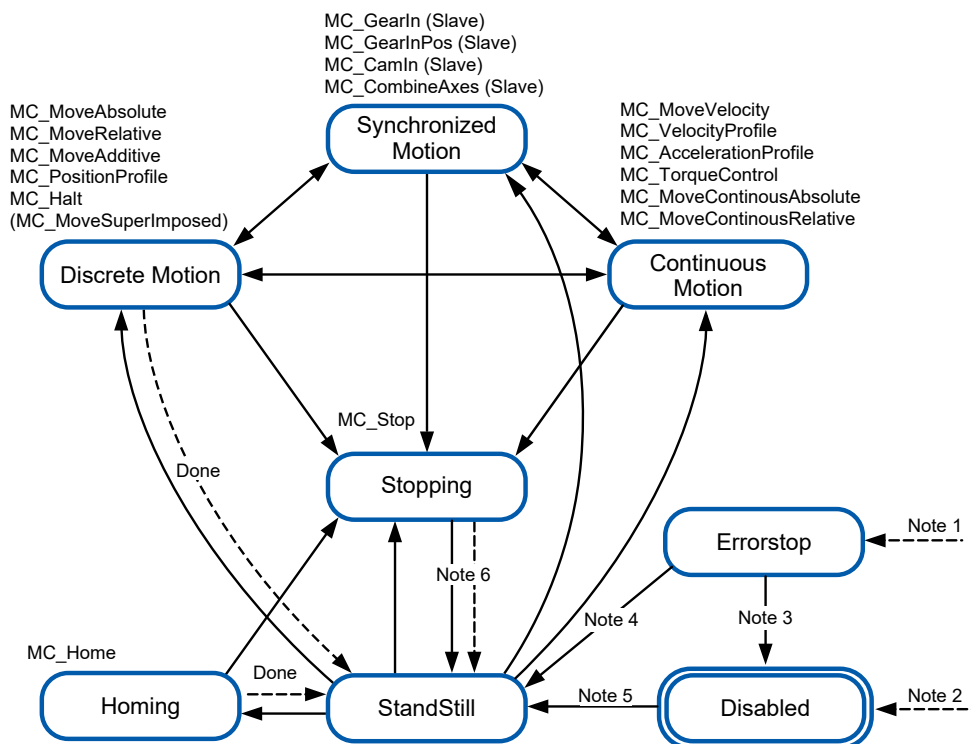 MC_GearIn (Slave)
MC_GearInPos (Slave)
MC_CamIn (Slave)
MC_CombineAxes (Slave)
Synchronized
Motion
MC_MoveAbsolute
MC_MoveRelative
MC_MoveAdditive
MC_PositionProfile
MC_Halt
(MC_MoveSuperImposed)
Discrete Motion
MC_MoveVelocity
MC_VelocityProfile
MC_AccelerationProfile
MC_TorqueControl
MC_MoveContinousAbsolute
MC_MoveContinousRelative
Continuous
Motion
MC_Stop
Stopping
Done
Note 6
Errorstop
Note 1
Note 4
Note 3
MC_Home
Homing
Done
StandStill
Note 5
Disabled
Note 2